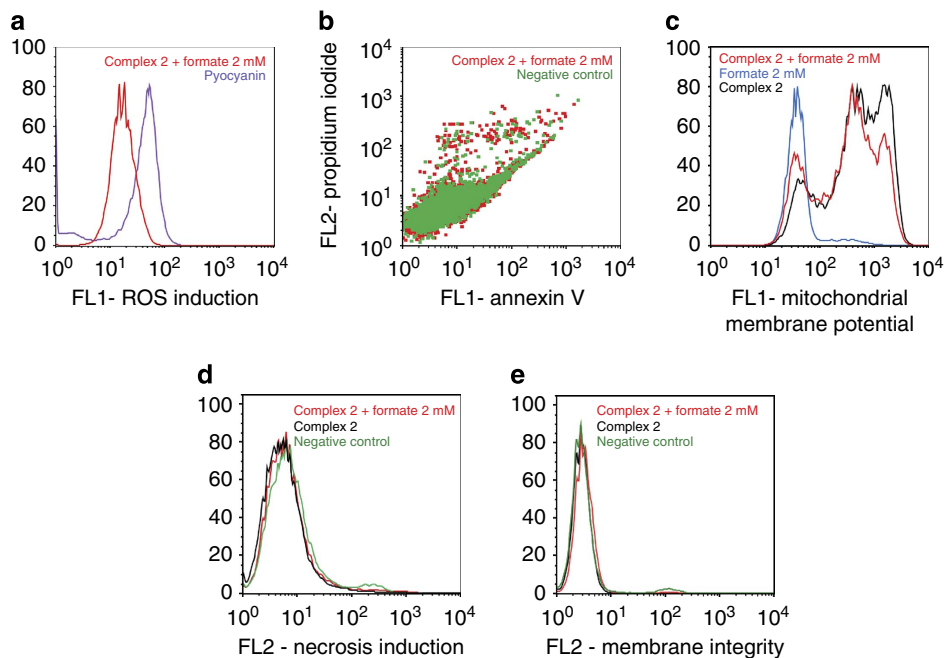 a
100
80
60
40
20
0
10^0 10^1 10^2 10^3 10^4
Complex 2 + formate 2 mM
Pyocyanin
FL1- ROS induction
b
FL2- propidium iodide
10^4
10^3
10^2
10^1
10^0
10^0 10^1 10^2 10^3 10^4
Complex 2 + formate 2 mM
Negative control
FL1- annexin V
c
100
80
60
40
20
0
10^0 10^1 10^2 10^3 10^4
Complex 2 + formate 2 mM
Formate 2 mM
Complex 2
FL1- mitochondrial
membrane potential
d
100
80
60
40
20
0
10^0 10^1 10^2 10^3 10^4
Complex 2 + formate 2 mM
Complex 2
Negative control
FL2 - necrosis induction
e
100
80
60
40
20
0
10^0 10^1 10^2 10^3 10^4
Complex 2 + formate 2 mM
Complex 2
Negative control
FL2 - membrane integrity